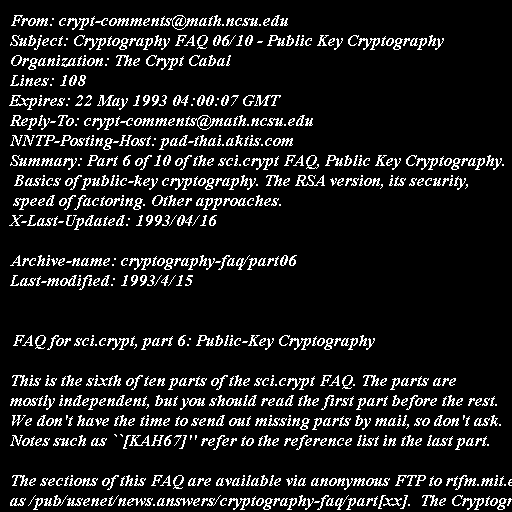 From: crypt-comments@math.ncsu.edu
Subject: Cryptography FAQ 06/10 - Public Key Cryptography
Organization: The Crypt Cabal
Lines: 108
Expires: 22 May 1993 04:00:07 GMT
Reply-To: crypt-comments@math.ncsu.edu
NNTP-Posting-Host: pad-thai.aktis.com
Summary: Part 6 of 10 of the sci.crypt FAQ, Public Key Cryptography.
Basics of public-key cryptography. The RSA version, its security,
speed of factoring. Other approaches.
X-Last-Updated: 1993/04/16

Archive-name: cryptography-faq/part06
Last-modified: 1993/4/15

FAQ for sci.crypt, part 6: Public-Key Cryptography

This is the sixth of ten parts of the sci.crypt FAQ. The parts are
mostly independent, but you should read the first part before the rest.
We don't have the time to send out missing parts by mail, so don't ask.
Notes such as ``[KAH67]'' refer to the reference list in the last part.

The sections of this FAQ are available via anonymous FTP to rtfm.mit.e
as /pub/usenet/news.answers/cryptography-faq/part[xx].  The Cryptogr